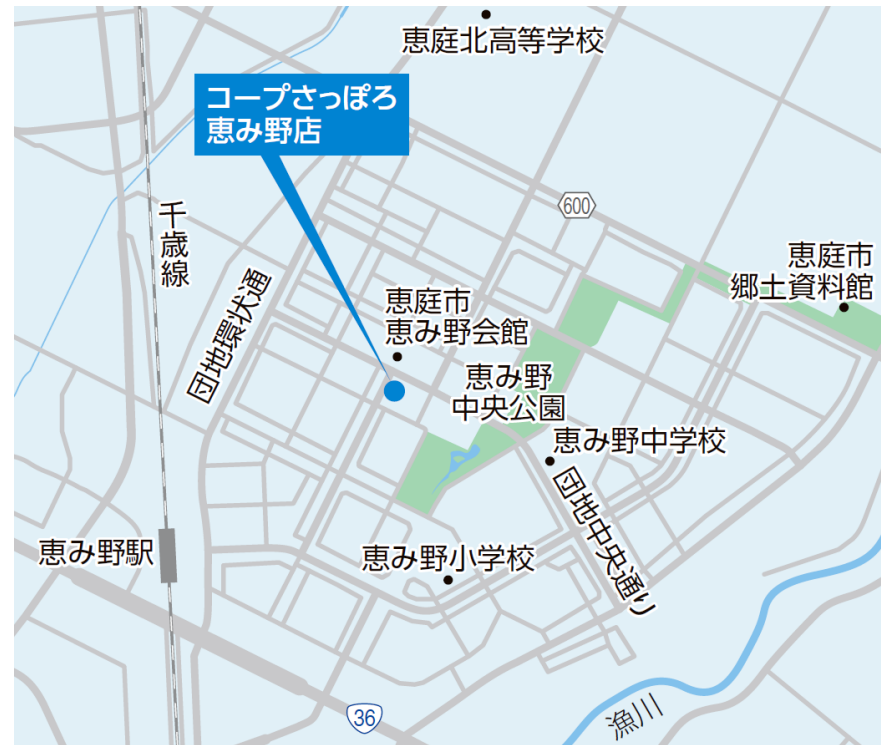 恵庭北高等学校
コープさっぽろ
恵み野店
600
千歳線
恵庭市
郷土資料館
団地環状通
恵庭市
恵み野会館
恵み野
中央公園
恵み野中学校
団地中央通り
恵み野駅
恵み野小学校
漁川
36